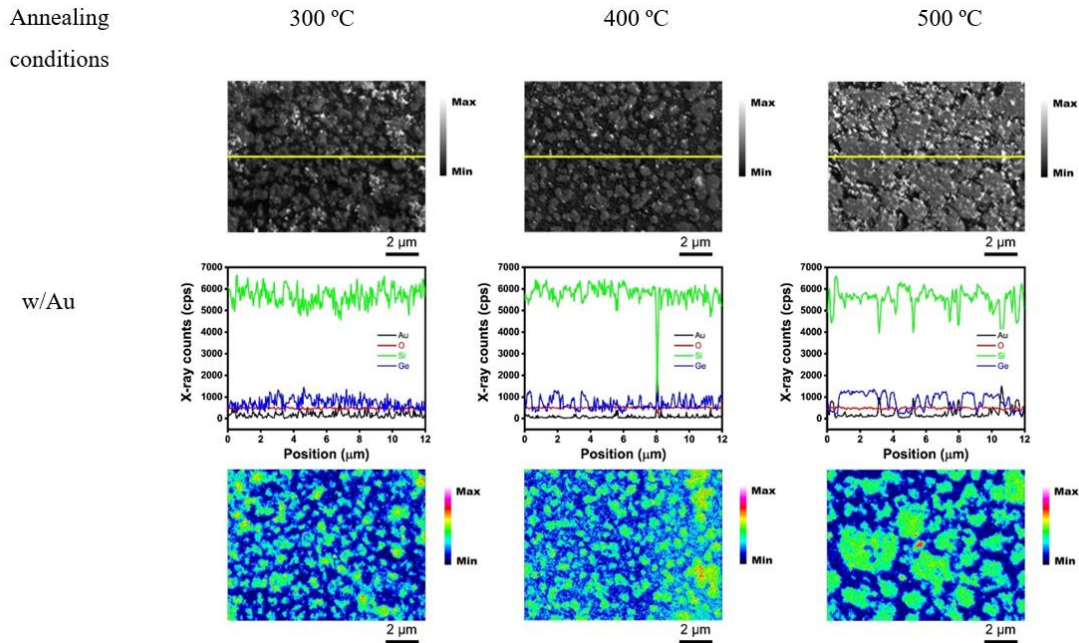 Annealing conditions
300 ºC
400 ºC
500 ºC
Max
Min
2 µm
Max
Min
2 µm
Max
Min
2 µm
w/Au
X-ray counts (cps)
7000
6000
5000
4000
3000
2000
1000
0
Au
O
Si
Ge
0 2 4 6 8 10 12
Position (µm)
X-ray counts (cps)
7000
6000
5000
4000
3000
2000
1000
0
Au
O
Si
Ge
0 2 4 6 8 10 12
Position (µm)
X-ray counts (cps)
7000
6000
5000
4000
3000
2000
1000
0
Au
O
Si
Ge
0 2 4 6 8 10 12
Position (µm)
Max
Min
2 µm
Max
Min
2 µm
Max
Min
2 µm